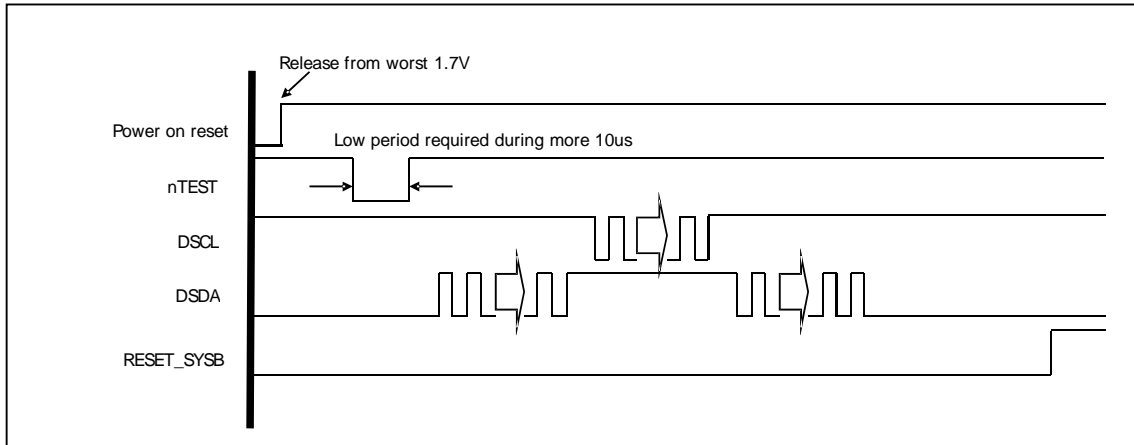 Release from worst 1.7V
Power on reset
Low period required during more 10us
nTEST
DSCL
DSDA
RESET_SYSB